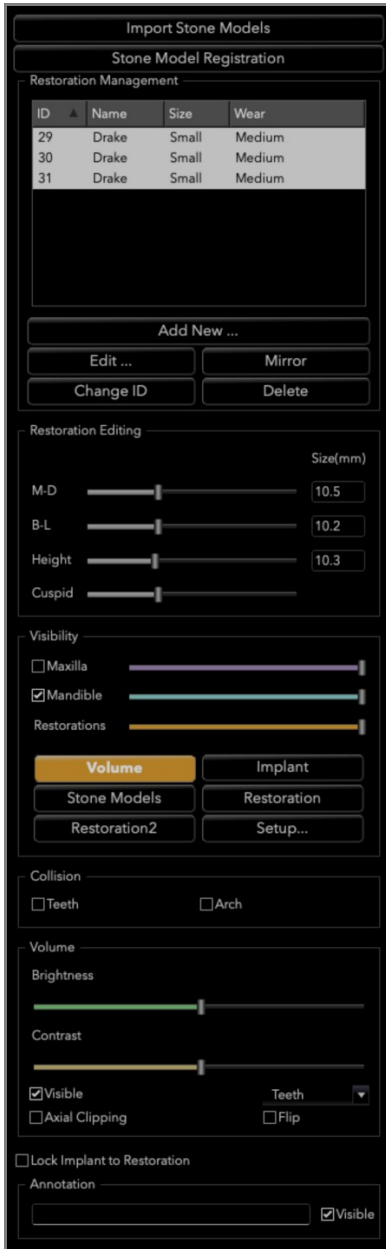 Import Stone Models
Stone Model Registration
Restoration Management
ID Name Size Wear
29 Drake Small Medium
30 Drake Small Medium
31 Drake Small Medium
Add New ...
Edit ... Mirror
Change ID Delete
Restoration Editing
Size(mm)
M-D 10.5
B-L 10.2
Height 10.3
Cuspid
Visibility
Maxilla
Mandible
Restorations
Volume Implant
Stone Models Restoration
Restoration2 Setup...
Collision
Teeth Arch
Volume
Brightness
Contrast
Visible Teeth
Axial Clipping Flip
Lock Implant to Restoration
Annotation
Visible